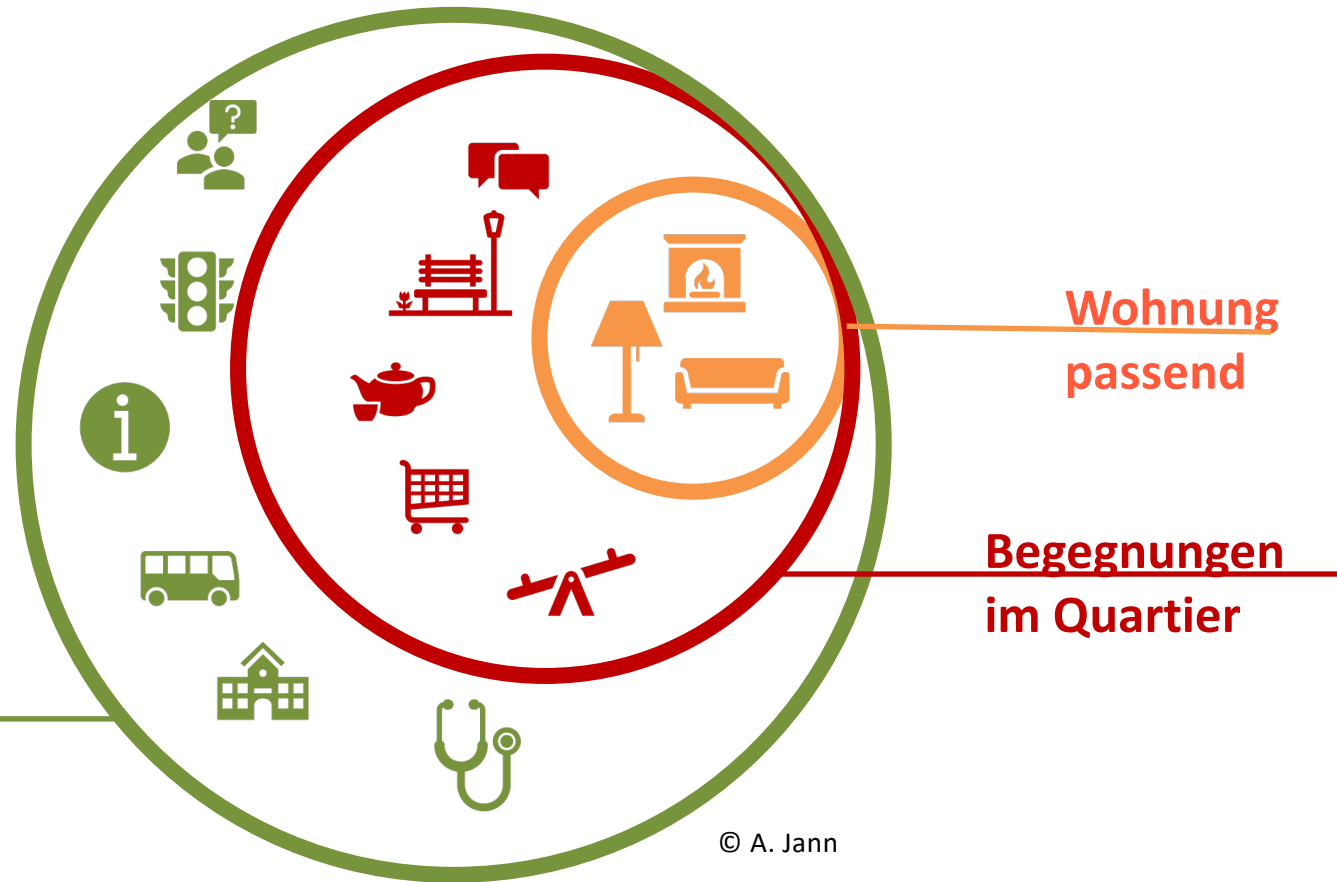 ?
i
Wohnung
passend
Begegnungen
im Quartier
© A. Jann